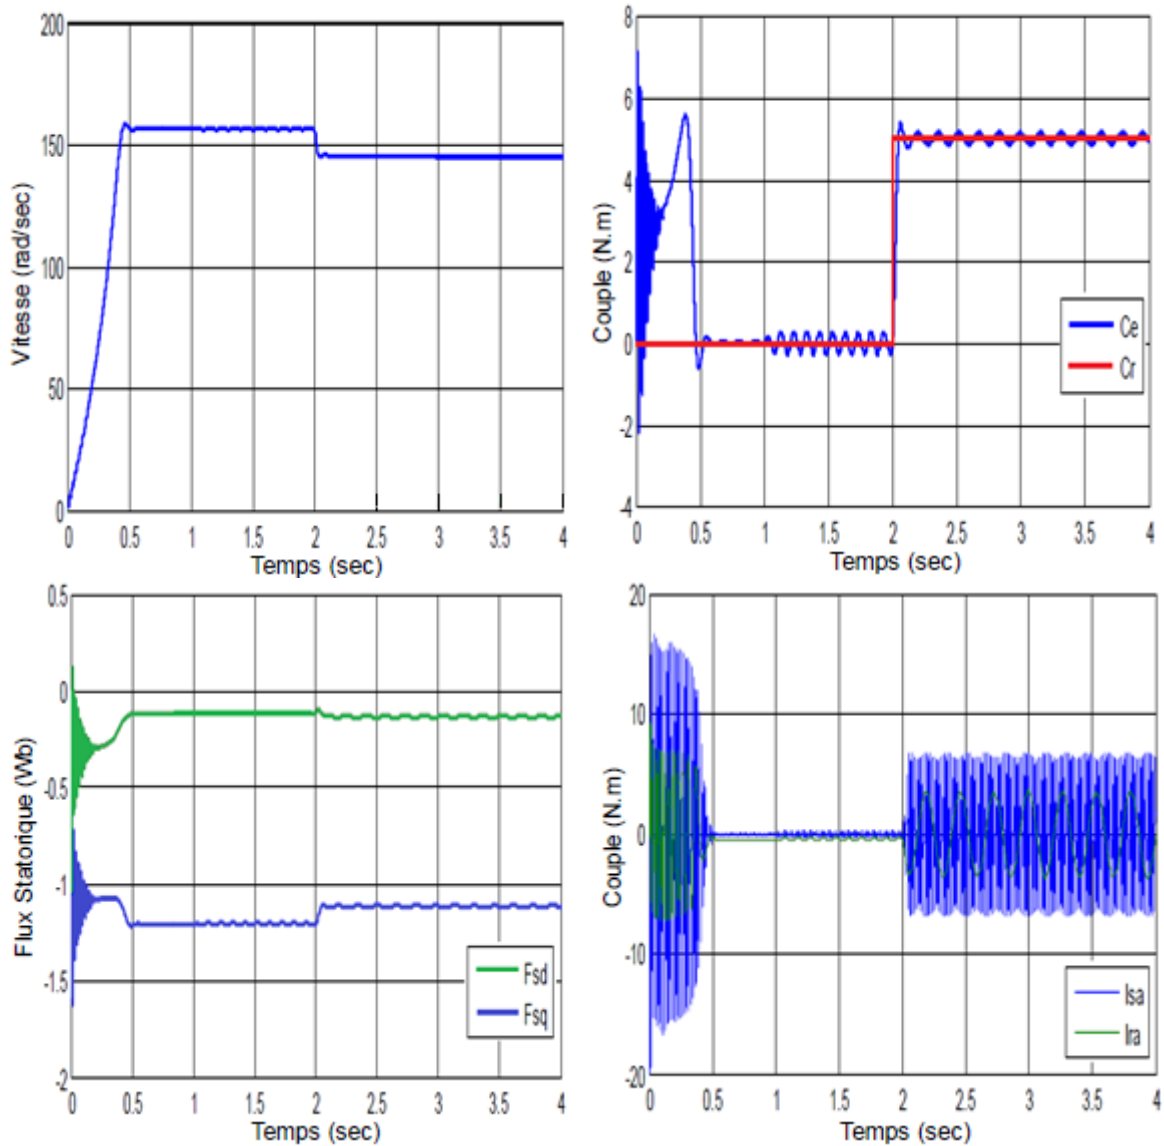 200
150
100
50
0
Vitesse (rad/sec)
0 0.5 1 1.5 2 2.5 3 3.5 4
Temps (sec)
8
6
4
2
0
-2
-4
Couple (N.m)
Ce
Cr
0 0.5 1 1.5 2 2.5 3 3.5 4
Temps (sec)
0.5
0
-0.5
-1
-1.5
-2
Flux Statorique (Wb)
Fsd
Fsq
0 0.5 1 1.5 2 2.5 3 3.5 4
Temps (sec)
20
10
0
-10
-20
Couple (N.m)
Isa
Ira
0 0.5 1 1.5 2 2.5 3 3.5 4
Temps (sec)